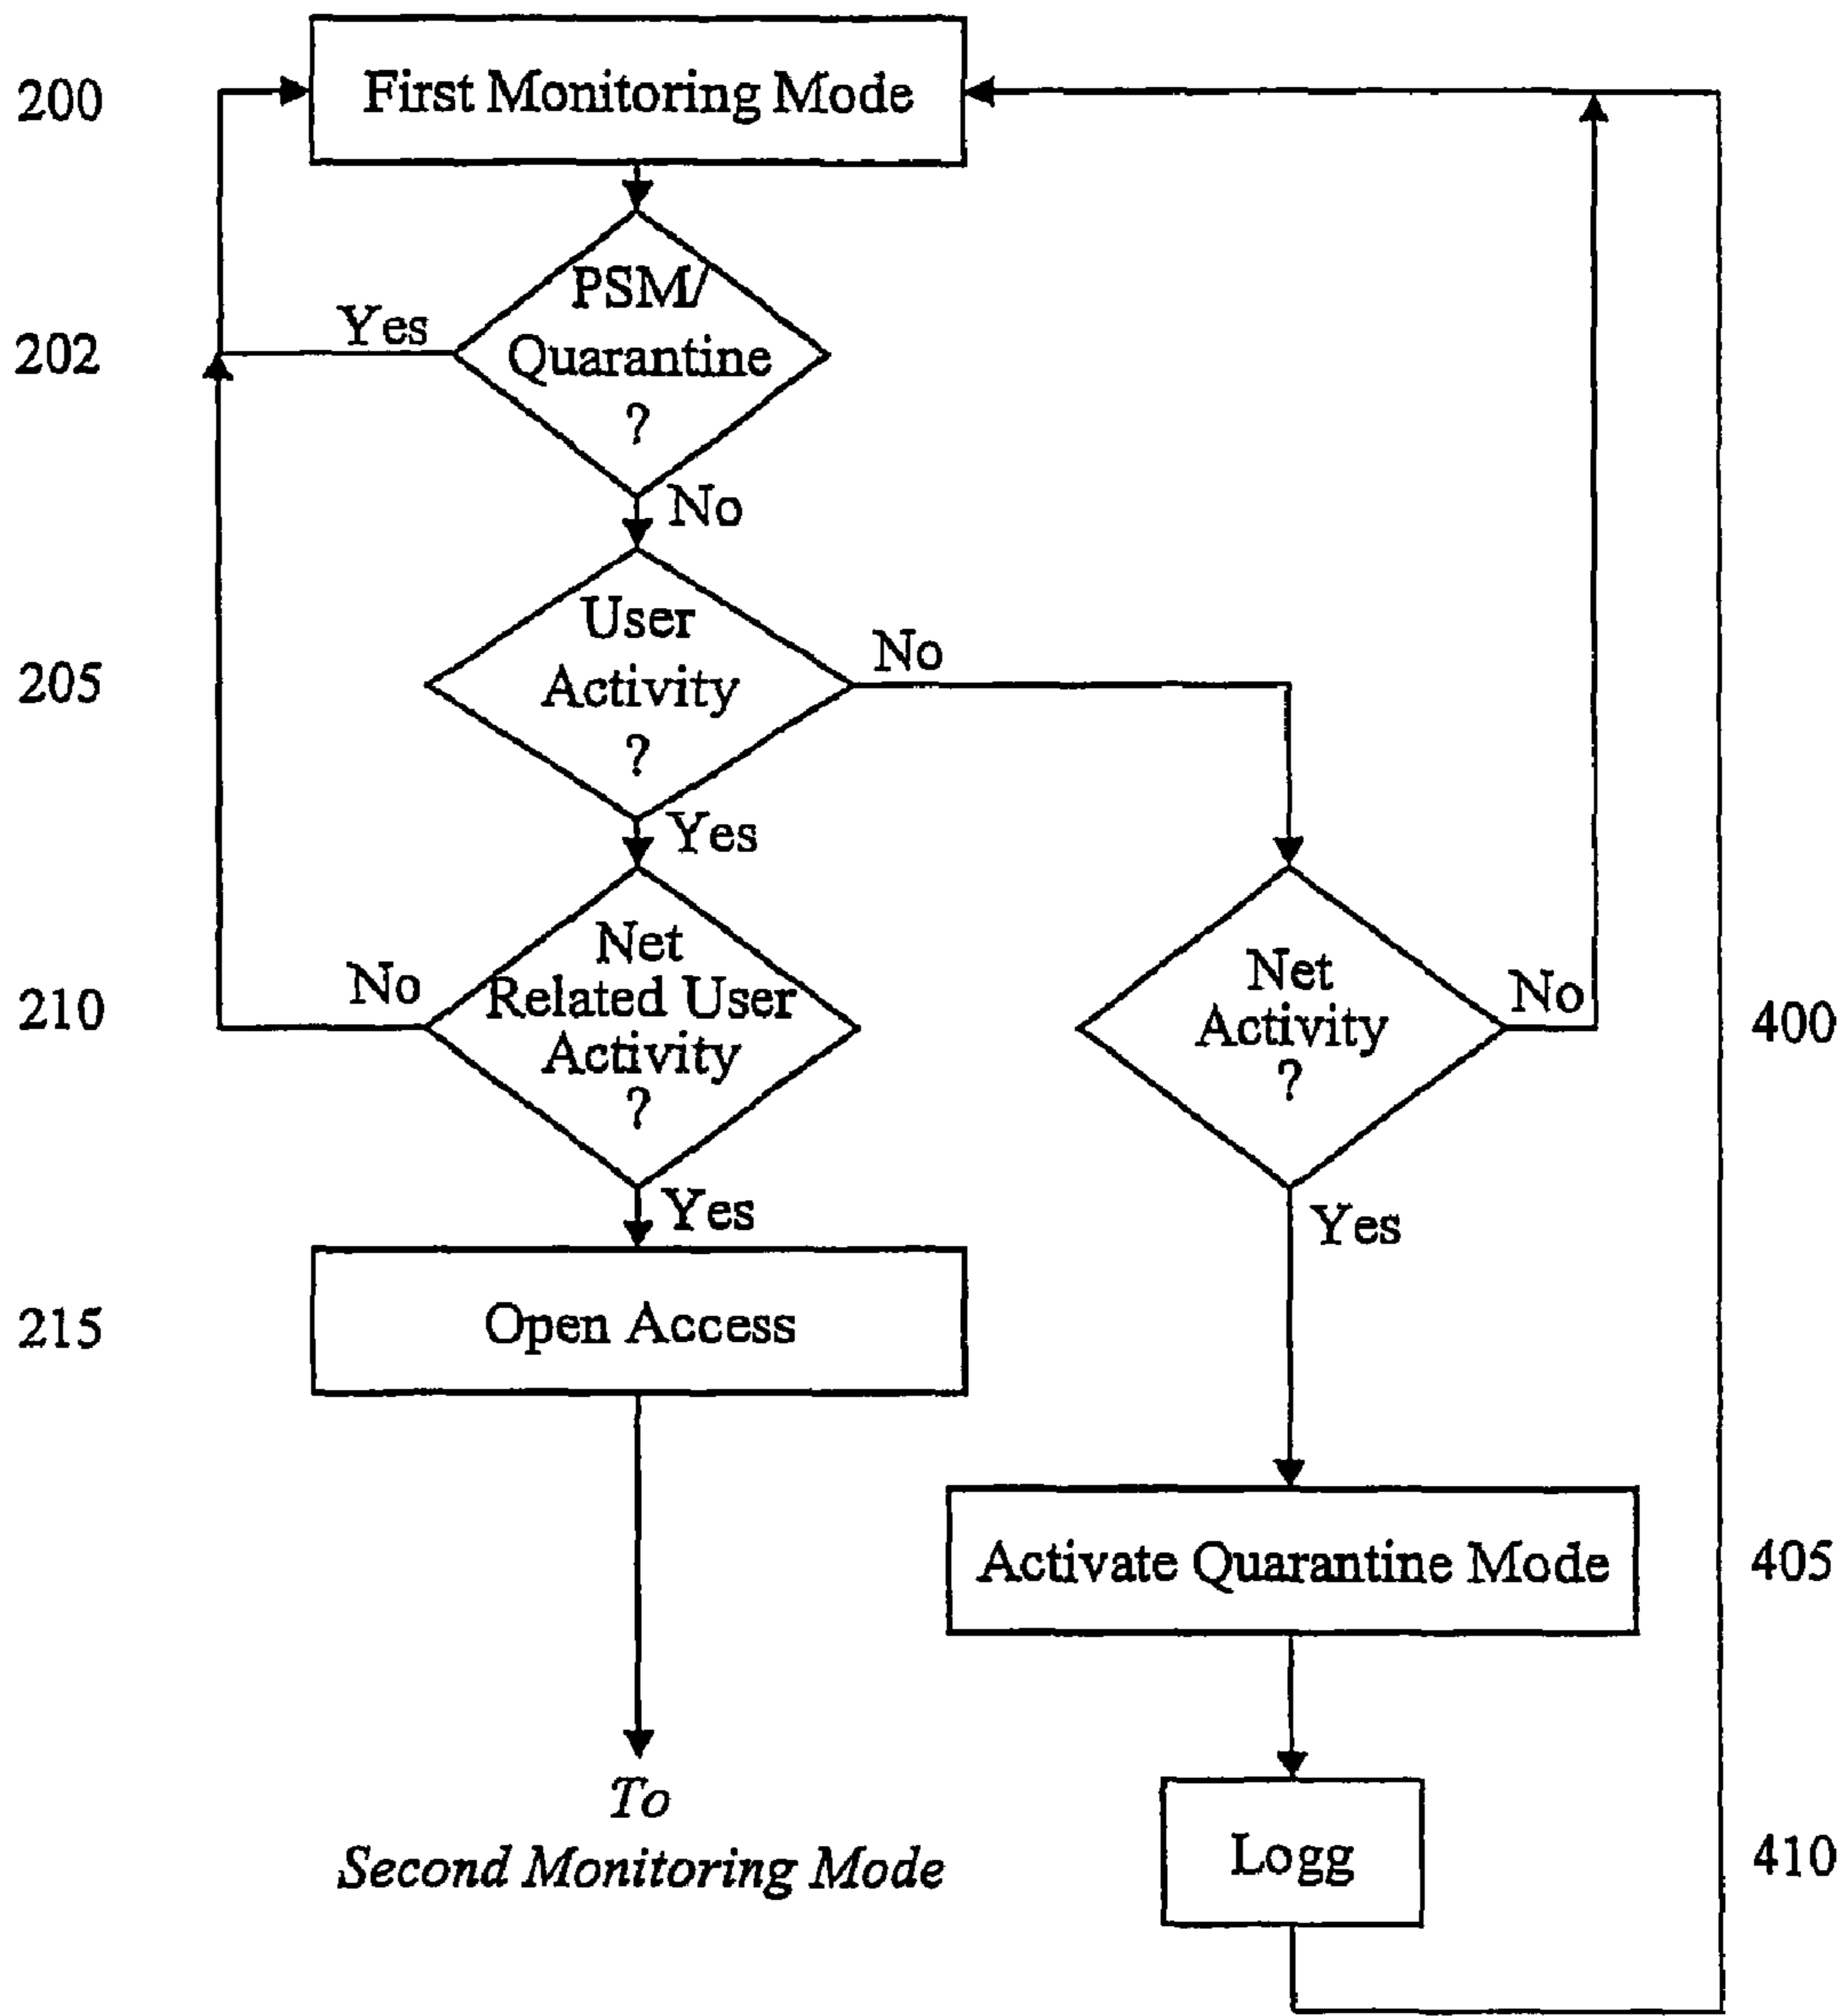 200
First Monitoring Mode
202
Yes
PSM/
Quarantine
?
No
205
User
Activity
?
No
Yes
210
No
Net
Related User
Activity
?
Net
Activity
?
No
400
Yes
Yes
215
Open Access
Activate Quarantine Mode
405
To
Second Monitoring Mode
Logg
410